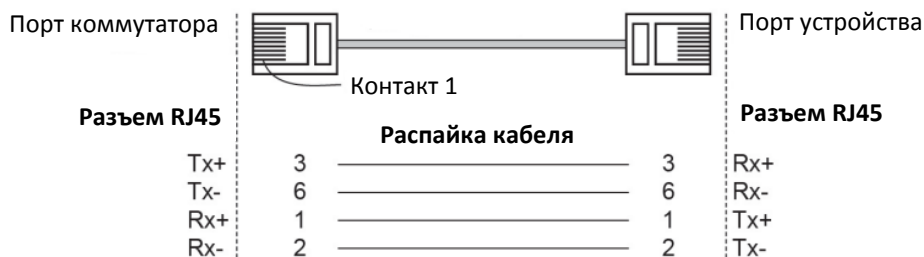 Порт коммутатора
Порт устройства
Контакт 1
Разъем RJ45
Разъем RJ45
Распайка кабеля
Tx+ 3 3 Rx+
Tx- 6 6 Rx-
Rx+ 1 1 Tx+
Rx- 2 2 Tx-